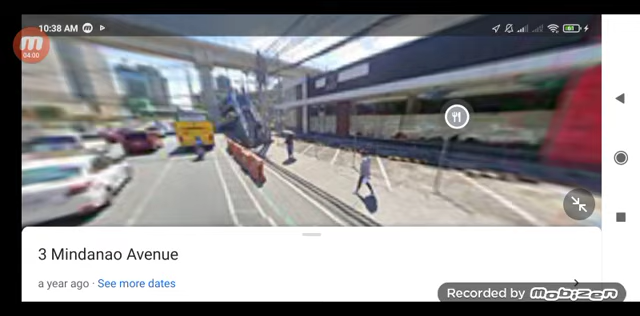 10:38 AM
04:00
3 Mindanao Avenue
a year ago · See more dates
Recorded by mobizen